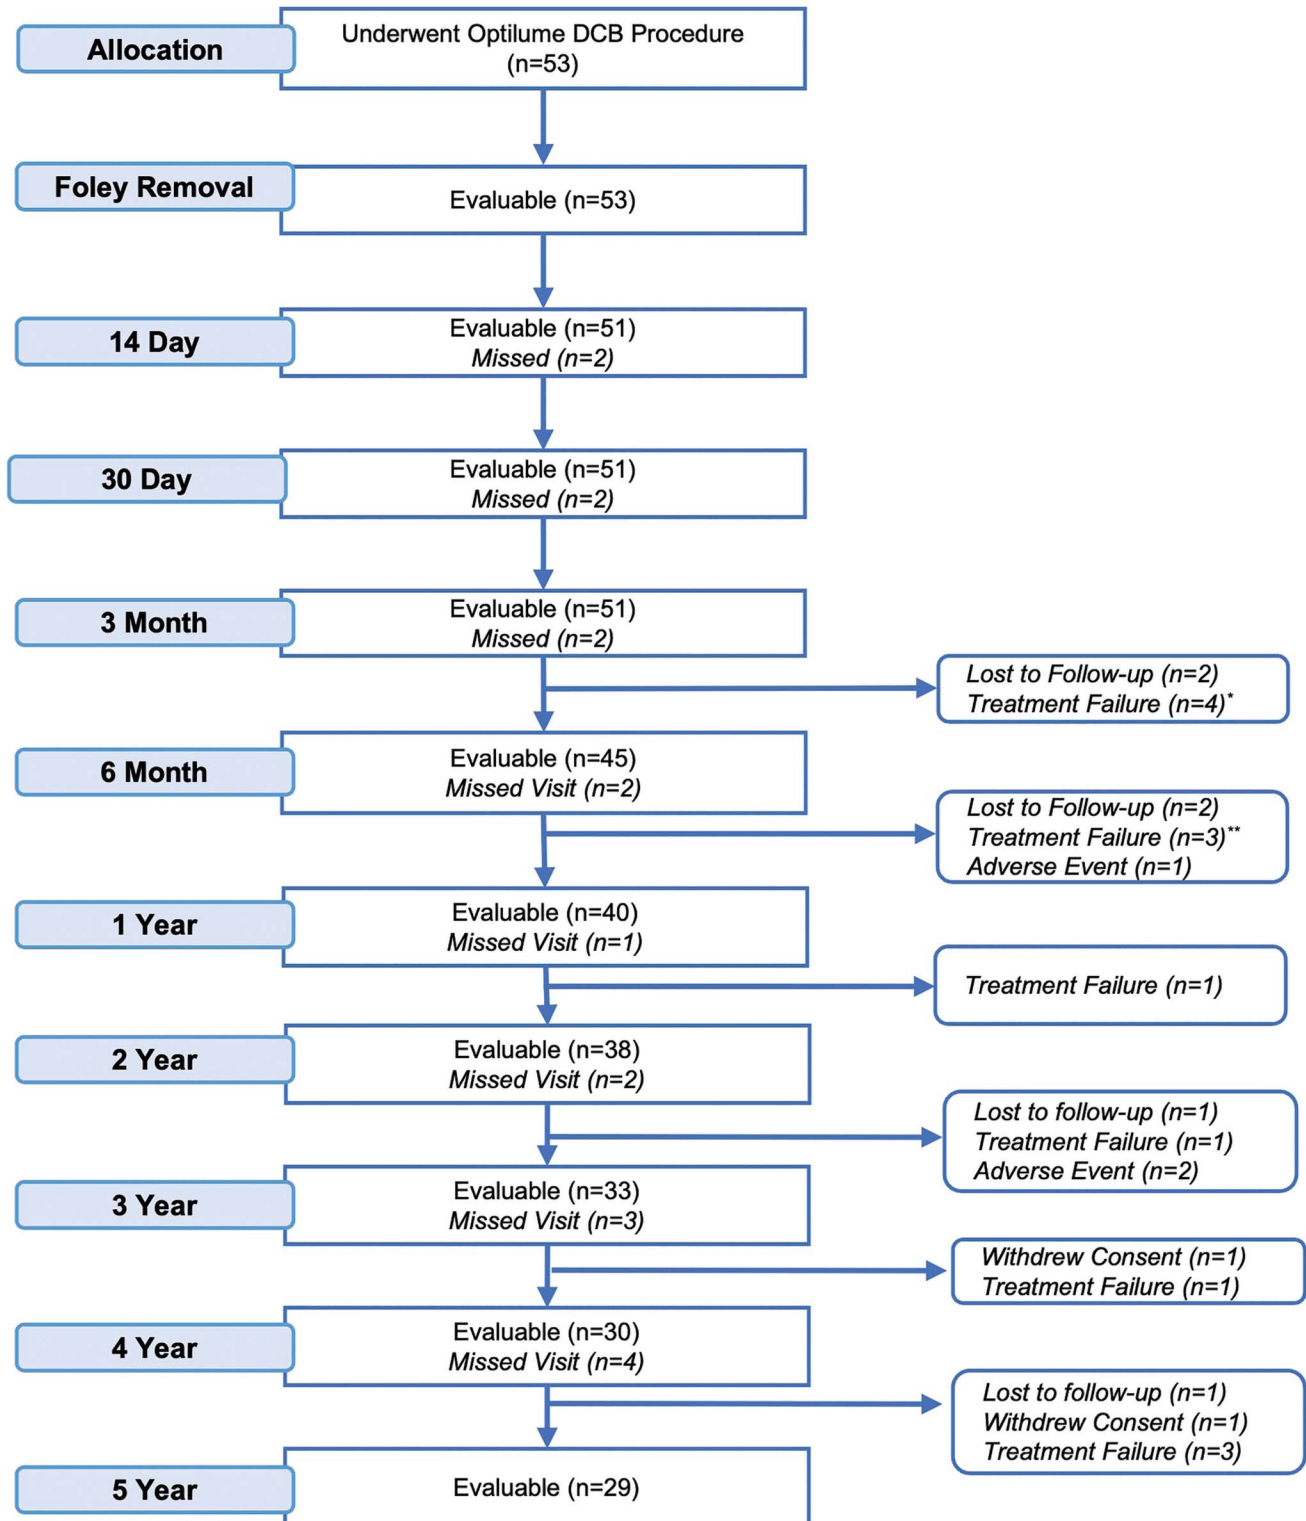 Allocation
Underwent Optilume DCB Procedure
(n=53)
Foley Removal
Evaluable (n=53)
14 Day
Evaluable (n=51)
Missed (n=2)
30 Day
Evaluable (n=51)
Missed (n=2)
3 Month
Evaluable (n=51)
Missed (n=2)
Lost to Follow-up (n=2)
Treatment Failure (n=4)*
6 Month
Evaluable (n=45)
Missed Visit (n=2)
Lost to Follow-up (n=2)
Treatment Failure (n=3)**
Adverse Event (n=1)
1 Year
Evaluable (n=40)
Missed Visit (n=1)
Treatment Failure (n=1)
2 Year
Evaluable (n=38)
Missed Visit (n=2)
Lost to follow-up (n=1)
Treatment Failure (n=1)
Adverse Event (n=2)
3 Year
Evaluable (n=33)
Missed Visit (n=3)
Withdrew Consent (n=1)
Treatment Failure (n=1)
4 Year
Evaluable (n=30)
Missed Visit (n=4)
Lost to follow-up (n=1)
Withdrew Consent (n=1)
Treatment Failure (n=3)
5 Year
Evaluable (n=29)